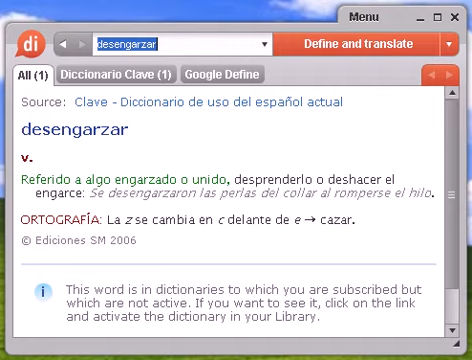 Menu
di
desengarzar
Define and translate
All (1)
Diccionario Clave (1)
Google Define
Source: Clave - Diccionario de uso del español actual
desengarzar
v.
Referido a algo engarzado o unido, desprenderlo o deshacer el
engarce: Se desengarzaron las perlas del collar al romperse el hilo.
ORTOGRAFÍA: La z se cambia en c delante de e → cazar.
© Ediciones SM 2006
i
This word is in dictionaries to which you are subscribed but
which are not active. If you want to see it, click on the link
and activate the dictionary in your Library.